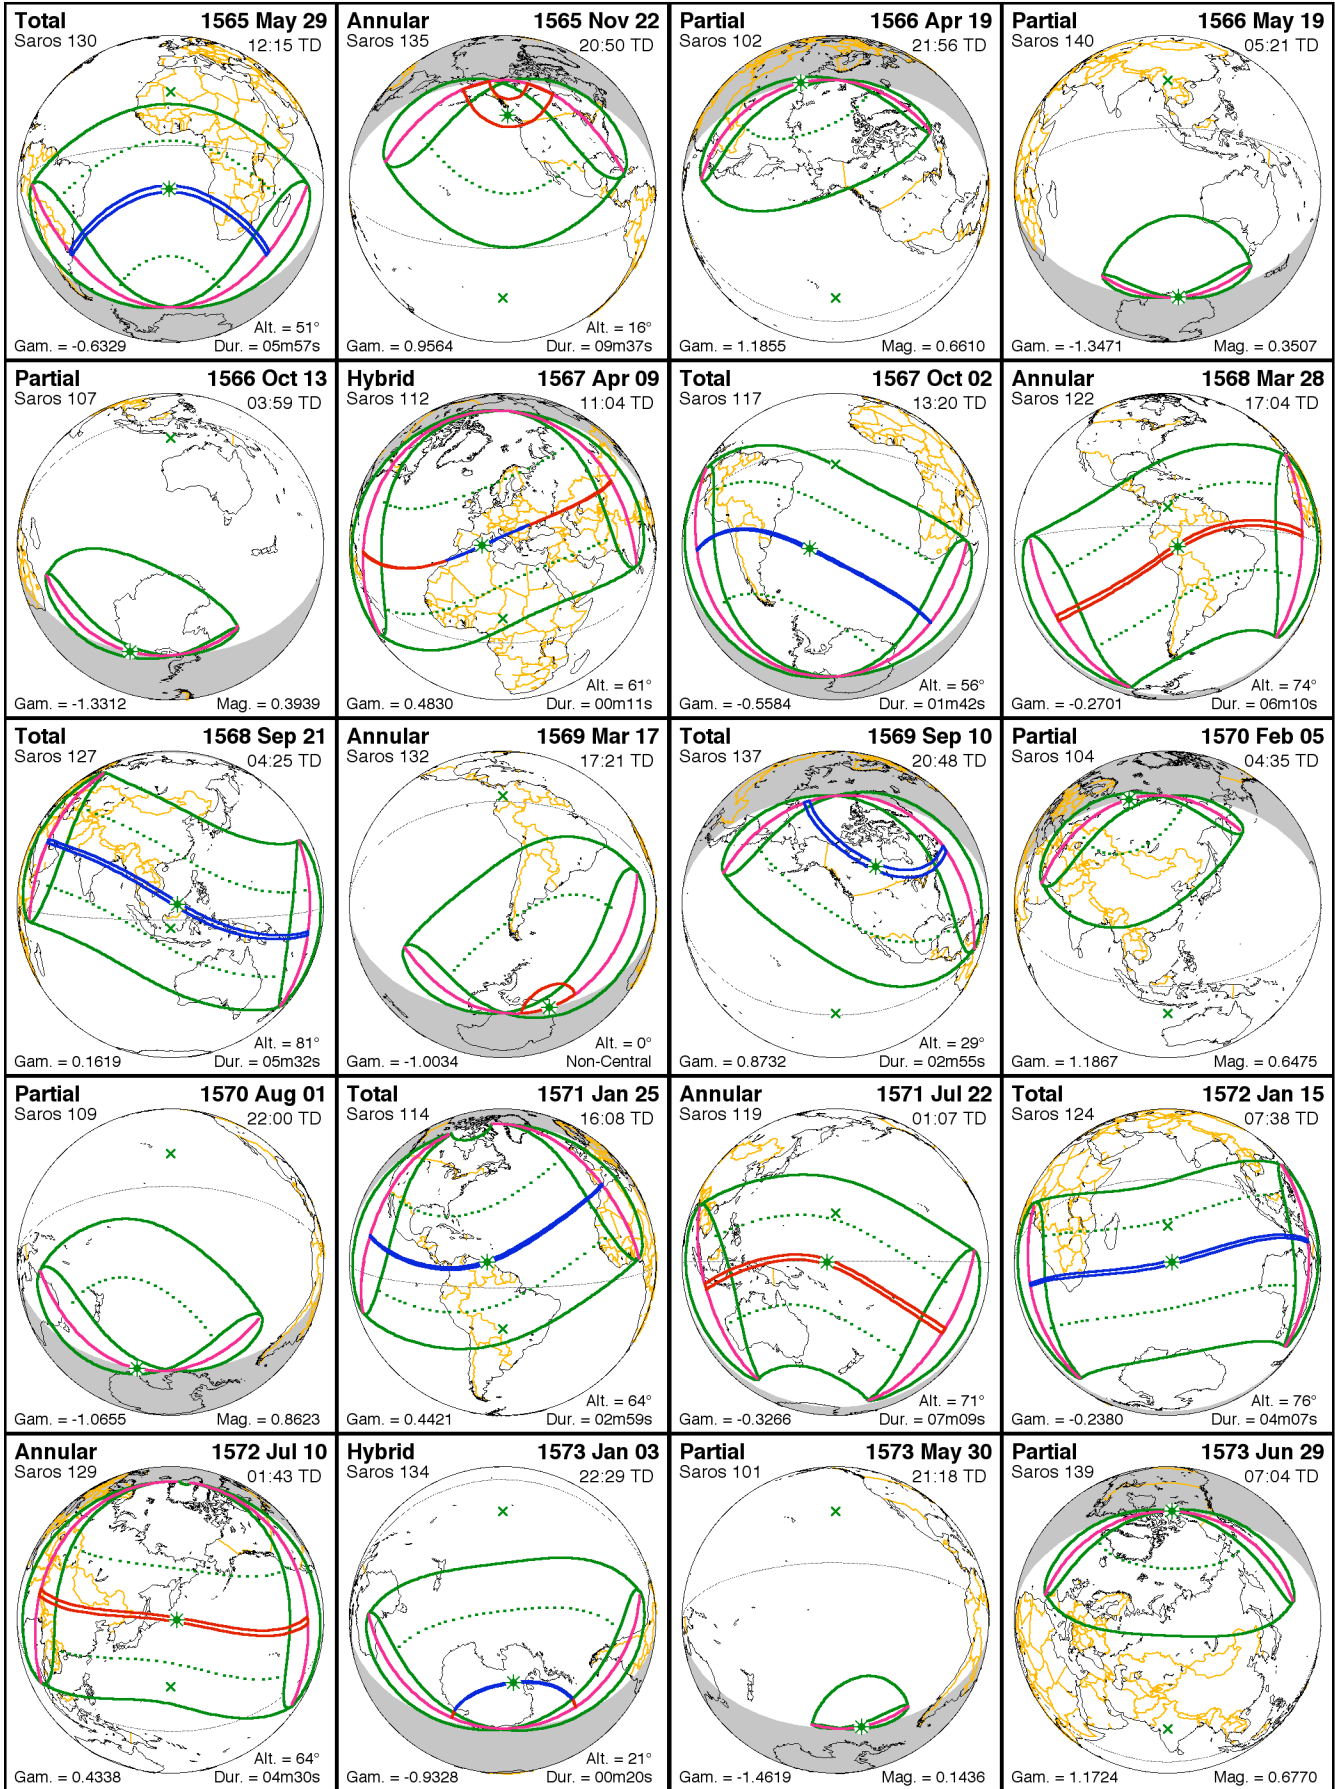 Total 1565 May 29
Saros 130 12:15 TD
Alt. = 51°
Gam. = -0.6329 Dur. = 05m57s
Annular 1565 Nov 22
Saros 135 20:50 TD
Alt. = 16°
Gam. = 0.9564 Dur. = 09m37s
Partial 1566 Apr 19
Saros 102 21:56 TD
Gam. = 1.1855 Mag. = 0.6610
Partial 1566 May 19
Saros 140 05:21 TD
Gam. = -1.3471 Mag. = 0.3507
Partial 1566 Oct 13
Saros 107 03:59 TD
Gam. = -1.3312 Mag. = 0.3939
Hybrid 1567 Apr 09
Saros 112 11:04 TD
Alt. = 61°
Gam. = 0.4830 Dur. = 00m11s
Total 1567 Oct 02
Saros 117 13:20 TD
Alt. = 56°
Gam. = -0.5584 Dur. = 01m42s
Annular 1568 Mar 28
Saros 122 17:04 TD
Alt. = 74°
Gam. = -0.2701 Dur. = 06m10s
Total 1568 Sep 21
Saros 127 04:25 TD
Alt. = 81°
Gam. = 0.1619 Dur. = 05m32s
Annular 1569 Mar 17
Saros 132 17:21 TD
Alt. = 0°
Gam. = -1.0034 Non-Central
Total 1569 Sep 10
Saros 137 20:48 TD
Alt. = 29°
Gam. = 0.8732 Dur. = 02m55s
Partial 1570 Feb 05
Saros 104 04:35 TD
Gam. = 1.1867 Mag. = 0.6475
Partial 1570 Aug 01
Saros 109 22:00 TD
Gam. = -1.0655 Mag. = 0.8623
Total 1571 Jan 25
Saros 114 16:08 TD
Alt. = 64°
Gam. = 0.4421 Dur. = 02m59s
Annular 1571 Jul 22
Saros 119 01:07 TD
Alt. = 71°
Gam. = -0.3266 Dur. = 07m09s
Total 1572 Jan 15
Saros 124 07:38 TD
Alt. = 76°
Gam. = -0.2380 Dur. = 04m07s
Annular 1572 Jul 10
Saros 129 01:43 TD
Alt. = 64°
Gam. = 0.4338 Dur. = 04m30s
Hybrid 1573 Jan 03
Saros 134 22:29 TD
Alt. = 21°
Gam. = -0.9328 Dur. = 00m20s
Partial 1573 May 30
Saros 101 21:18 TD
Gam. = -1.4619 Mag. = 0.1436
Partial 1573 Jun 29
Saros 139 07:04 TD
Gam. = 1.1724 Mag. = 0.6770